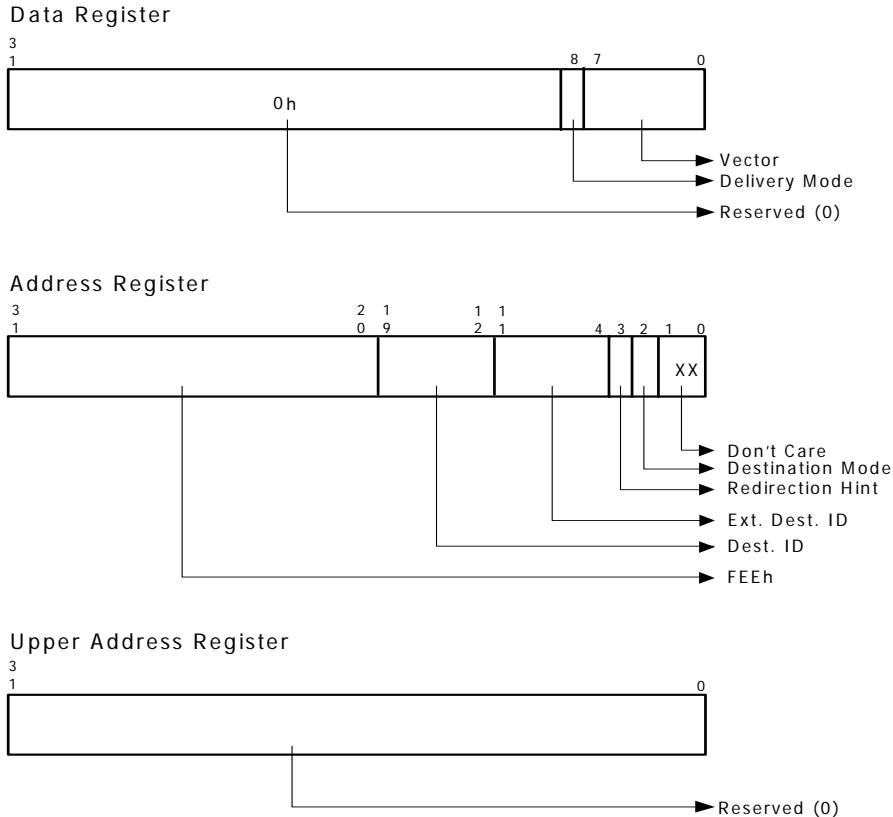 Data Register
3
1 8 7 0
0h
Vector
Delivery Mode
Reserved (0)
Address Register
3 2 1 1 1
1 0 9 2 1 4 3 2 1 0
XX
Don't Care
Destination Mode
Redirection Hint
Ext. Dest. ID
Dest. ID
FEEh
Upper Address Register
3
1 0
Reserved (0)